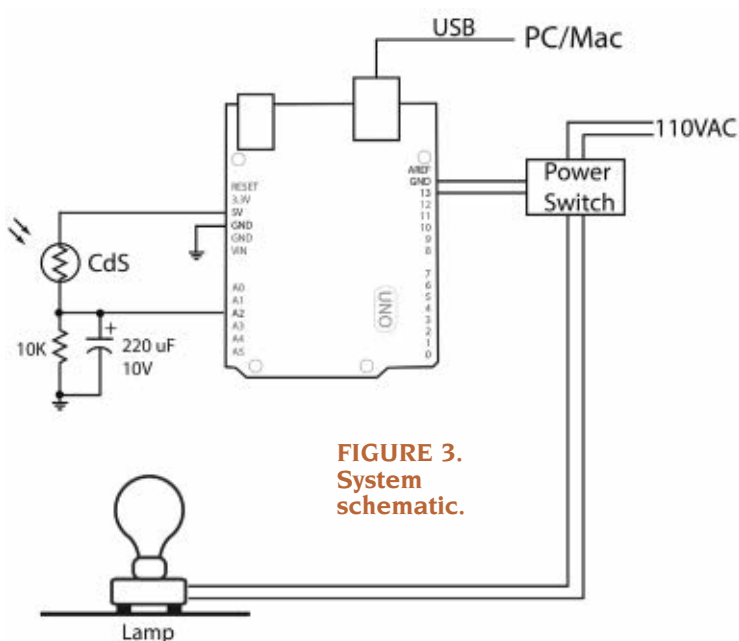 USB
PC/Mac
110VAC
Power
Switch
AREF
GND
13
12
11
10
9
8
7
6
5
4
3
2
1
0
RESET
3.3V
5V
GND
GND
VIN
A0
A1
A2
A3
A4
A5
UNO
CdS
10K
+
220 uF
10V
FIGURE 3.
System
schematic.
Lamp